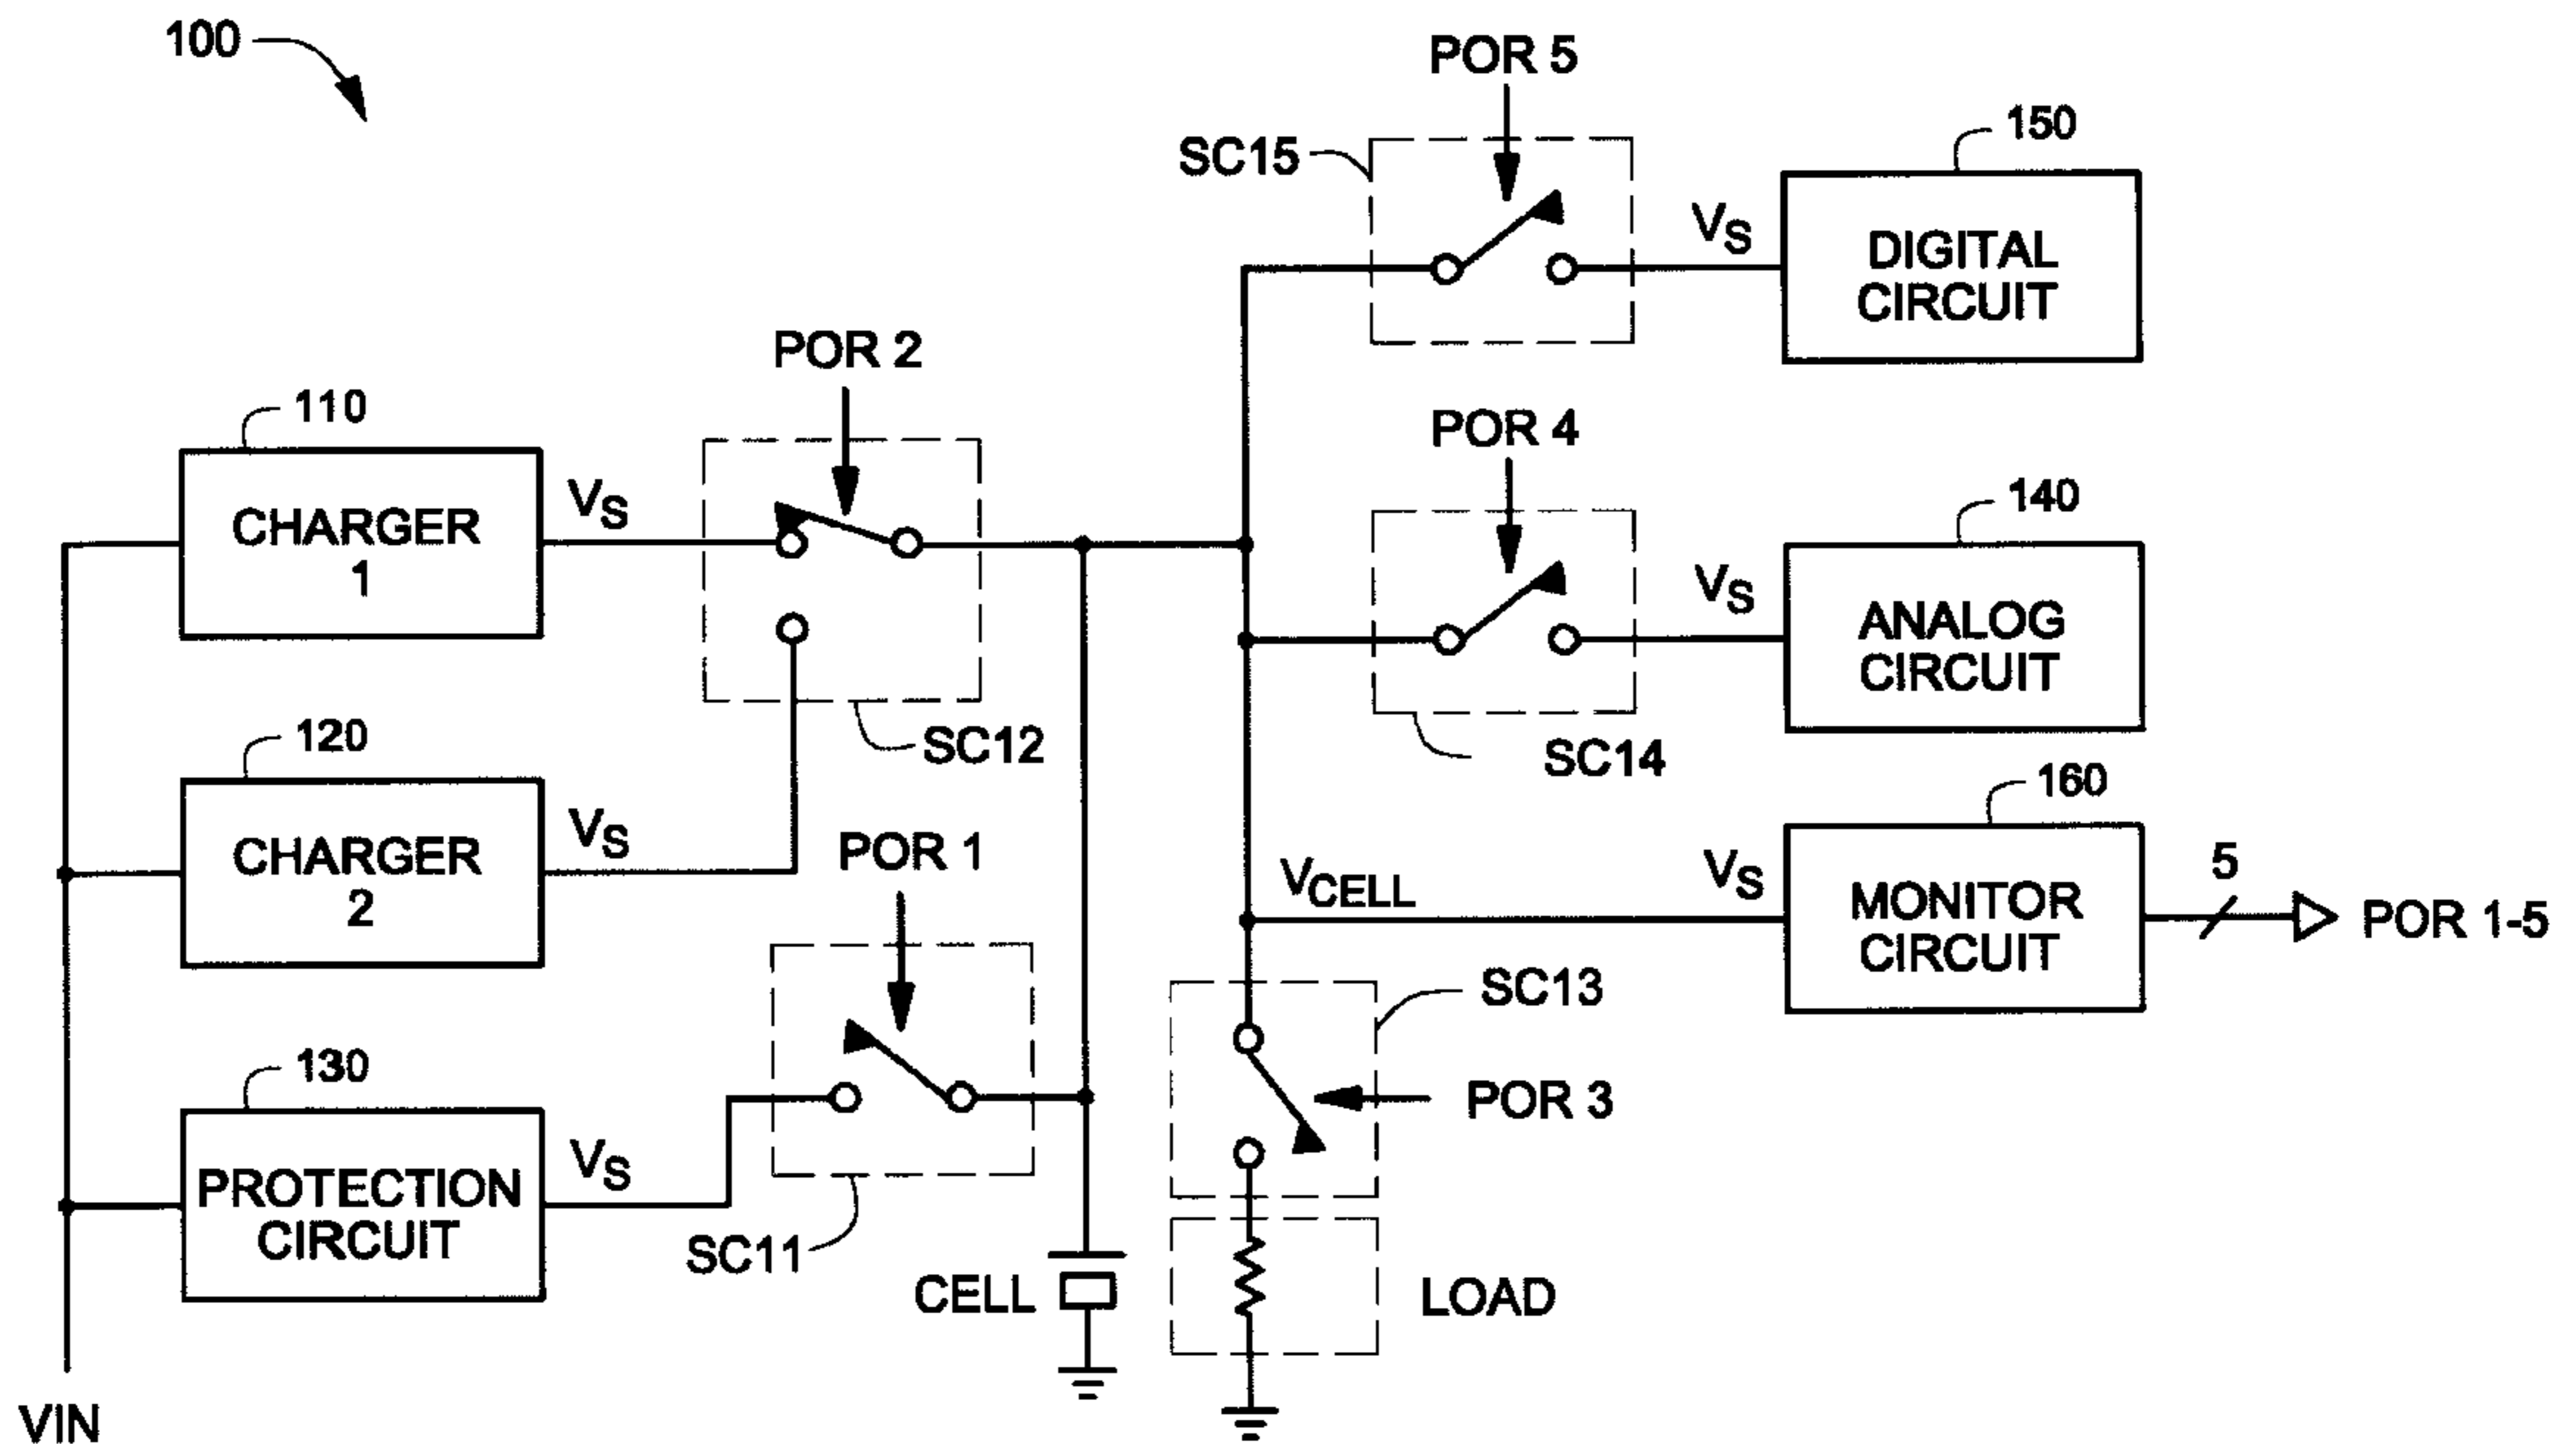 100
POR 5
SC15
150
VS
DIGITAL
CIRCUIT
POR 2
110
CHARGER
1
VS
POR 4
140
VS
ANALOG
CIRCUIT
SC12
SC14
120
CHARGER
2
VS
POR 1
160
VCELL
VS
MONITOR
CIRCUIT
5
POR 1-5
SC13
130
PROTECTION
CIRCUIT
VS
POR 3
SC11
CELL
LOAD
VIN